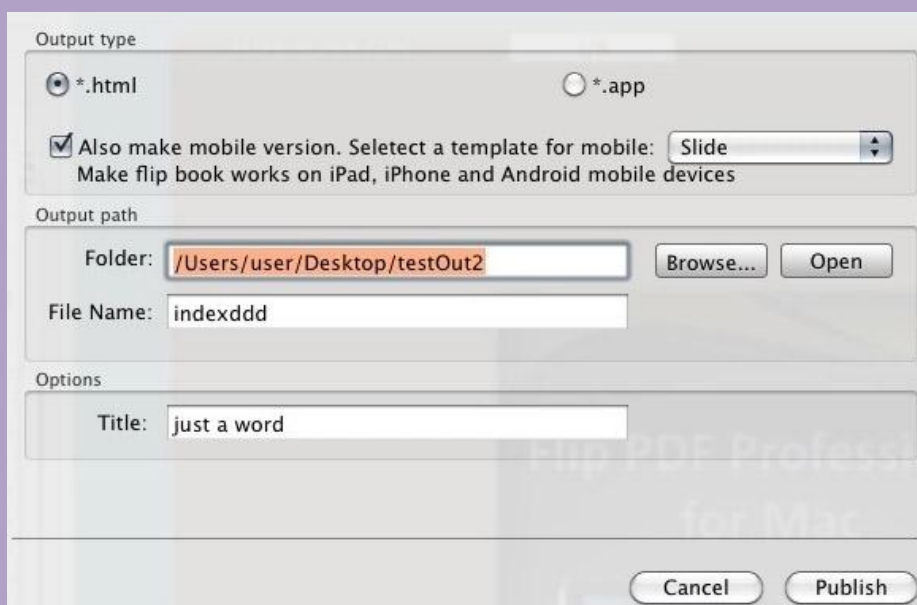 Output type
*.html *.app
Also make mobile version. Seletect a template for mobile: Slide
Make flip book works on iPad, iPhone and Android mobile devices
Output path
Folder: /Users/user/Desktop/testOut2 Browse... Open
File Name: indexddd
Options
Title: just a word
Flip PDF Professi
for Mac
Cancel Publish